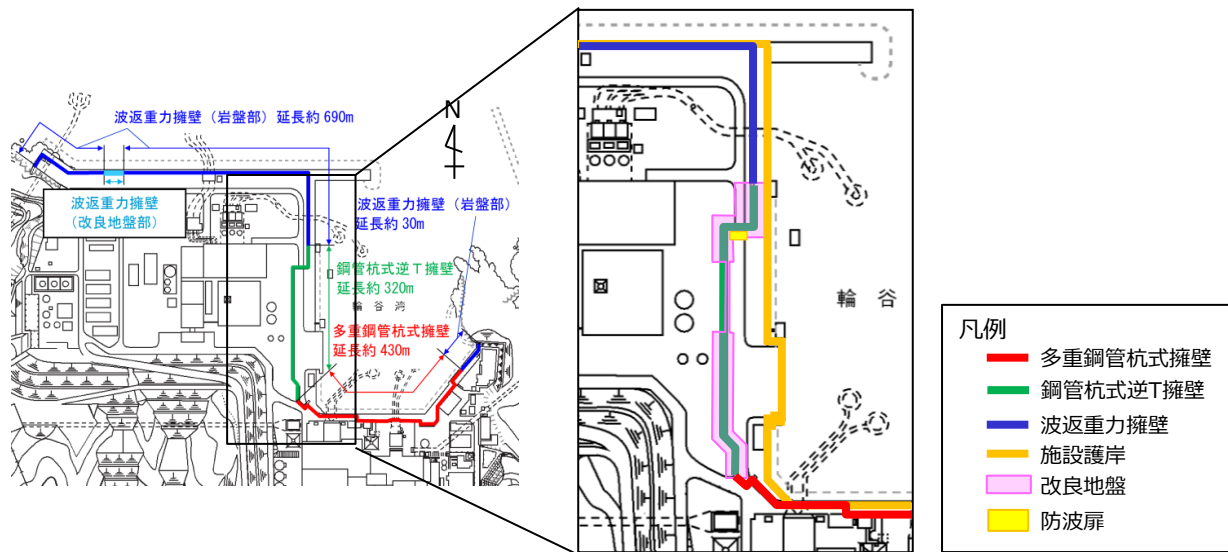 波返重力擁壁（岩盤部）延長約 690m
N
波返重力擁壁
（改良地盤部）
波返重力擁壁（岩盤部）
延長約 30m
鋼管杭式逆Ｔ擁壁
延長約 320m
輪谷湾
多重鋼管杭式擁壁
延長約 430m
輪 谷
凡例
多重鋼管杭式擁壁
鋼管杭式逆T擁壁
波返重力擁壁
施設護岸
改良地盤
防波扉